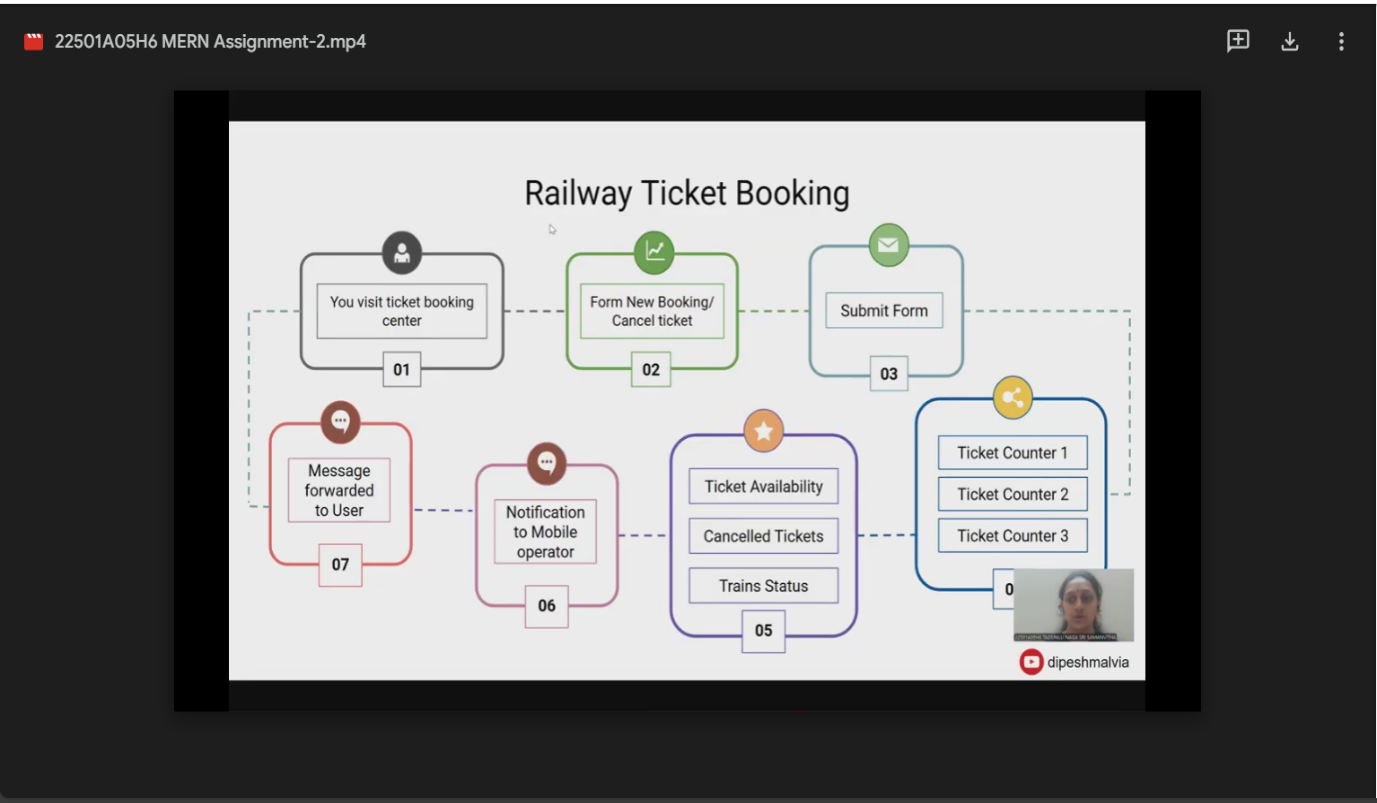 22501A05H6 MERN Assignment-2.mp4
Railway Ticket Booking
You visit ticket booking
center
01
Form New Booking/
Cancel ticket
02
Submit Form
03
Ticket Counter 1
Ticket Counter 2
Ticket Counter 3
0
Ticket Availability
Cancelled Tickets
Trains Status
05
Notification
to Mobile
operator
06
Message
forwarded
to User
07
dipeshmalvia